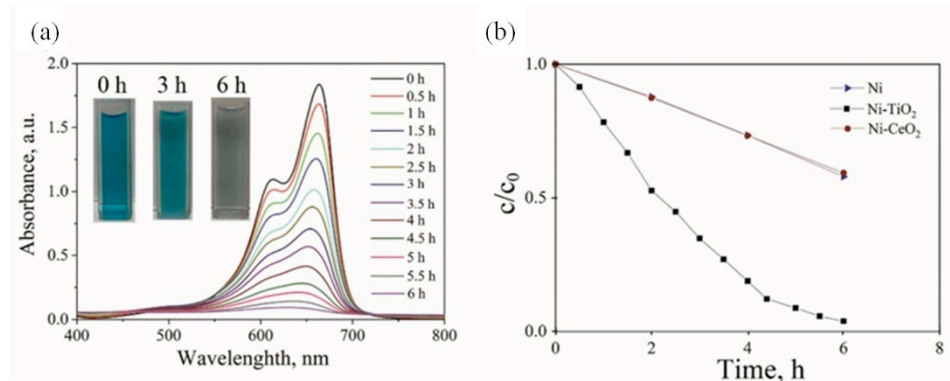 (a)
2.0
1.5
1.0
0.5
0.0
Absorbance, a.u.
0 h 3 h 6 h
0 h
0.5 h
1 h
1.5 h
2 h
2.5 h
3 h
3.5 h
4 h
4.5 h
5 h
5.5 h
6 h
400 500 600 700 800
Wavelenghth, nm
(b)
1.0
0.5
0.0
c/c₀
Ni
Ni-TiO₂
Ni-CeO₂
0 2 4 6 8
Time, h